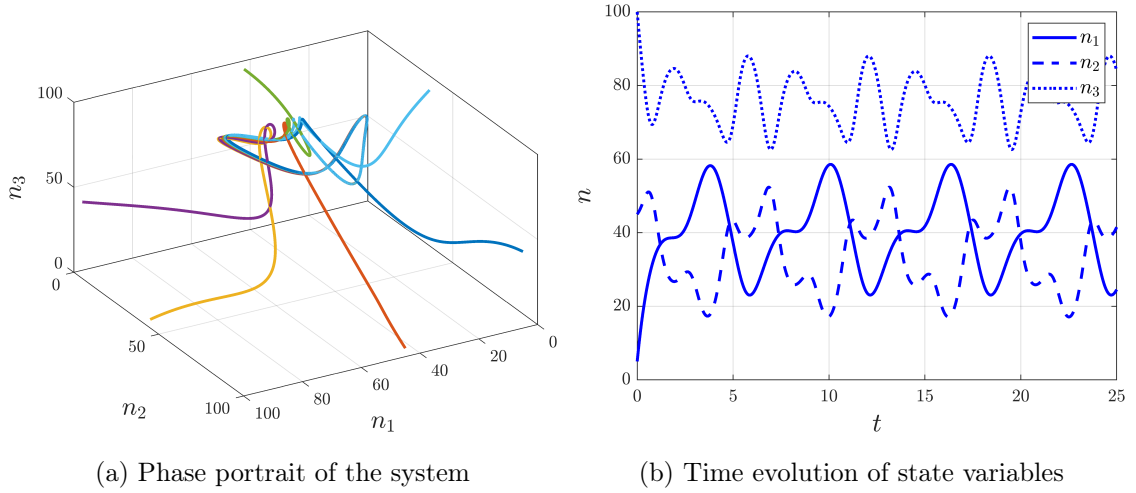 100
50
0
n₃
0
50
100
n₂
100
80
60
40
20
0
n₁
(a) Phase portrait of the system
100
80
60
40
20
0
n
0
5
10
15
20
25
t
n₁
n₂
n₃
(b) Time evolution of state variables